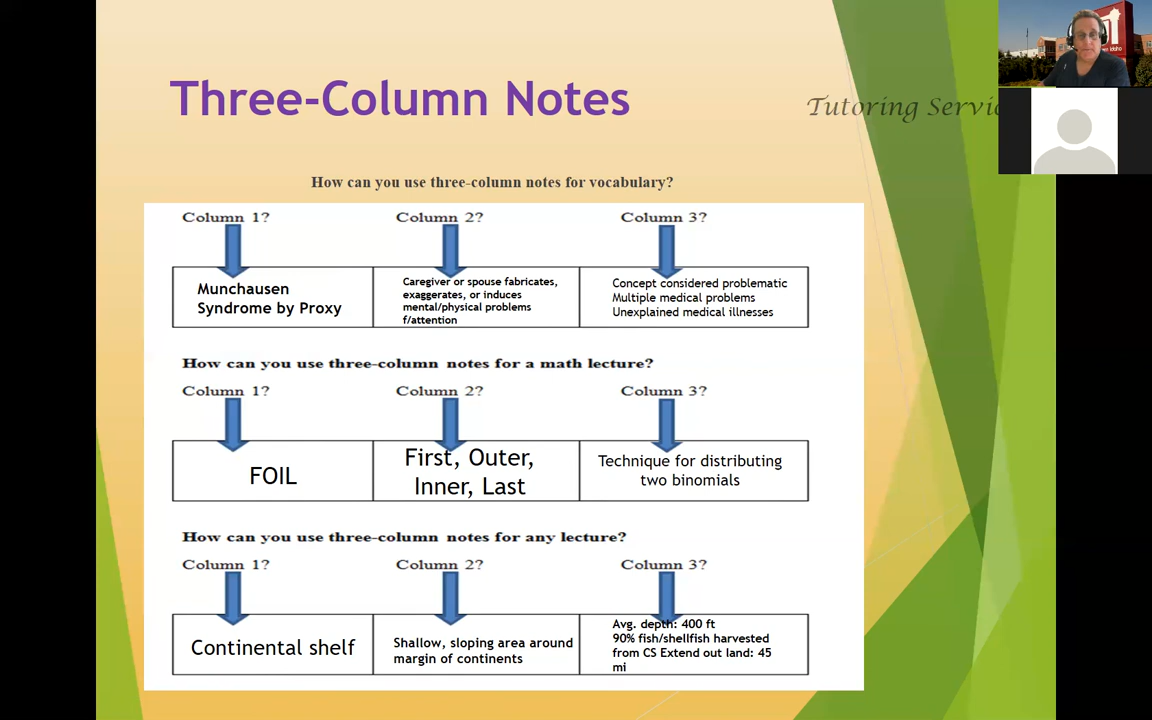 Three-Column Notes
Tutoring
How can you use three-column notes for vocabulary?
Column 1? Column 2? Column 3?
Munchausen
Syndrome by Proxy
Caregiver or spouse fabricates,
exaggerates, or induces
mental/physical problems
f/attention
Concept considered problematic
Multiple medical problems
Unexplained medical illnesses
How can you use three-column notes for a math lecture?
Column 1? Column 2? Column 3?
FOIL
First, Outer,
Inner, Last
Technique for distributing
two binomials
How can you use three-column notes for any lecture?
Column 1? Column 2? Column 3?
Continental shelf
Shallow, sloping area around
margin of continents
Avg. depth: 400 ft
90% fish/shellfish harvested
from CS Extend out land: 45
mi